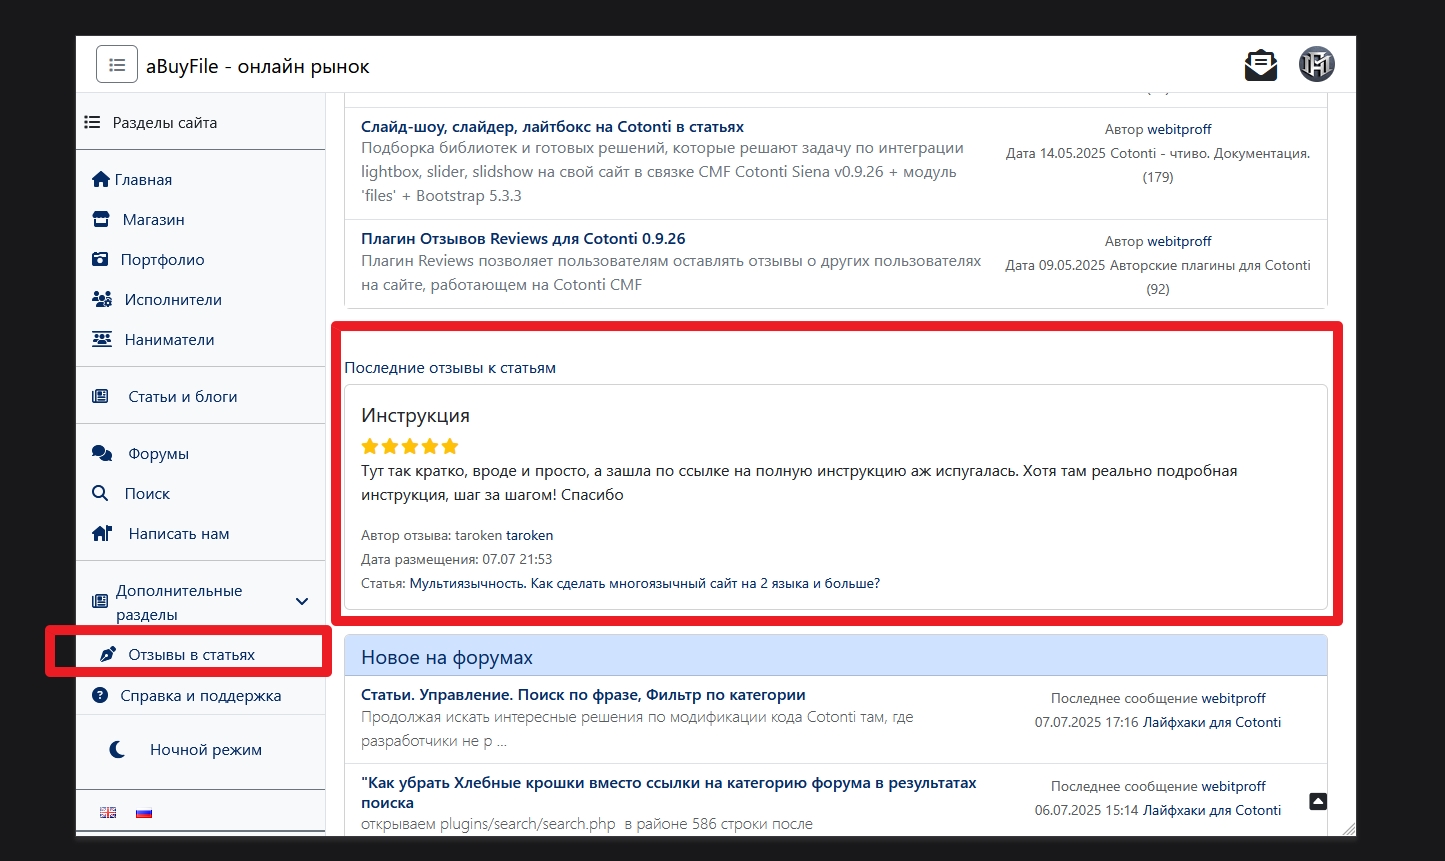 aBuyFile - онлайн рынок
Разделы сайта
Главная
Магазин
Портфолио
Исполнители
Наниматели
Статьи и блоги
Форумы
Поиск
Написать нам
Дополнительные
разделы
Отзывы в статьях
Справка и поддержка
Ночной режим
Слайд-шоу, слайдер, лайтбокс на Cotonti в статьях
Подборка библиотек и готовых решений, которые решают задачу по интеграции
lightbox, slider, slidshow на свой сайт в связке CMF Cotonti Siena v0.9.26 + модуль
'files' + Bootstrap 5.3.3
Автор webitproff
Дата 14.05.2025 Cotonti - чтиво. Документация.
(179)
Плагин Отзывов Reviews для Cotonti 0.9.26
Плагин Reviews позволяет пользователям оставлять отзывы о других пользователях
на сайте, работающем на Cotonti CMF
Автор webitproff
Дата 09.05.2025 Авторские плагины для Cotonti
(92)
Последние отзывы к статьям
Инструкция
Тут так кратко, вроде и просто, а зашла по ссылке на полную инструкцию аж испугалась. Хотя там реально подробная
инструкция, шаг за шагом! Спасибо
Автор отзыва: taroken taroken
Дата размещения: 07.07 21:53
Статья: Мультиязычность. Как сделать многоязычный сайт на 2 языка и больше?
Новое на форумах
Статьи. Управление. Поиск по фразе, Фильтр по категории
Продолжая искать интересные решения по модификации кода Cotonti там, где
разработчики не р ...
Последнее сообщение webitproff
07.07.2025 17:16 Лайфхаки для Cotonti
"Как убрать Хлебные крошки вместо ссылки на категорию форума в результатах
поиска
открываем plugins/search/search.php в районе 586 строки после
Последнее сообщение webitproff
06.07.2025 15:14 Лайфхаки для Cotonti